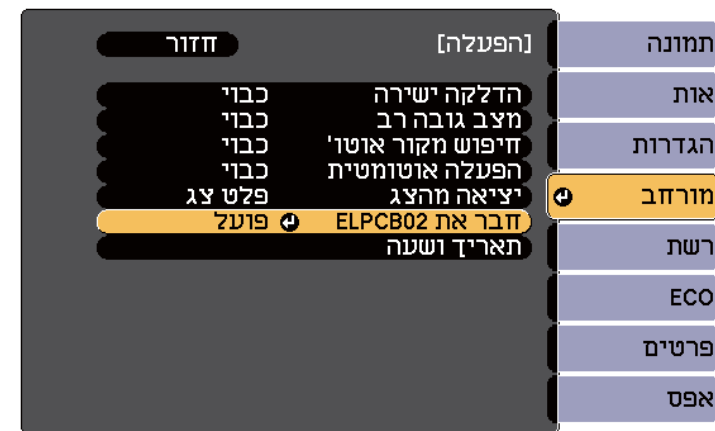 תמונה
אות
הגדרות
מורחב
רשת
ECO
פרטים
אפס
[הפעלה] חזור
הדלקה ישירה כבוי
מצב גובה רב כבוי
חיפוש מקור אוטו' כבוי
הפעלה אוטומטית כבוי
יציאה מהצג פלט צג
חבר את ELPCB02 פועל
תאריך ושעה